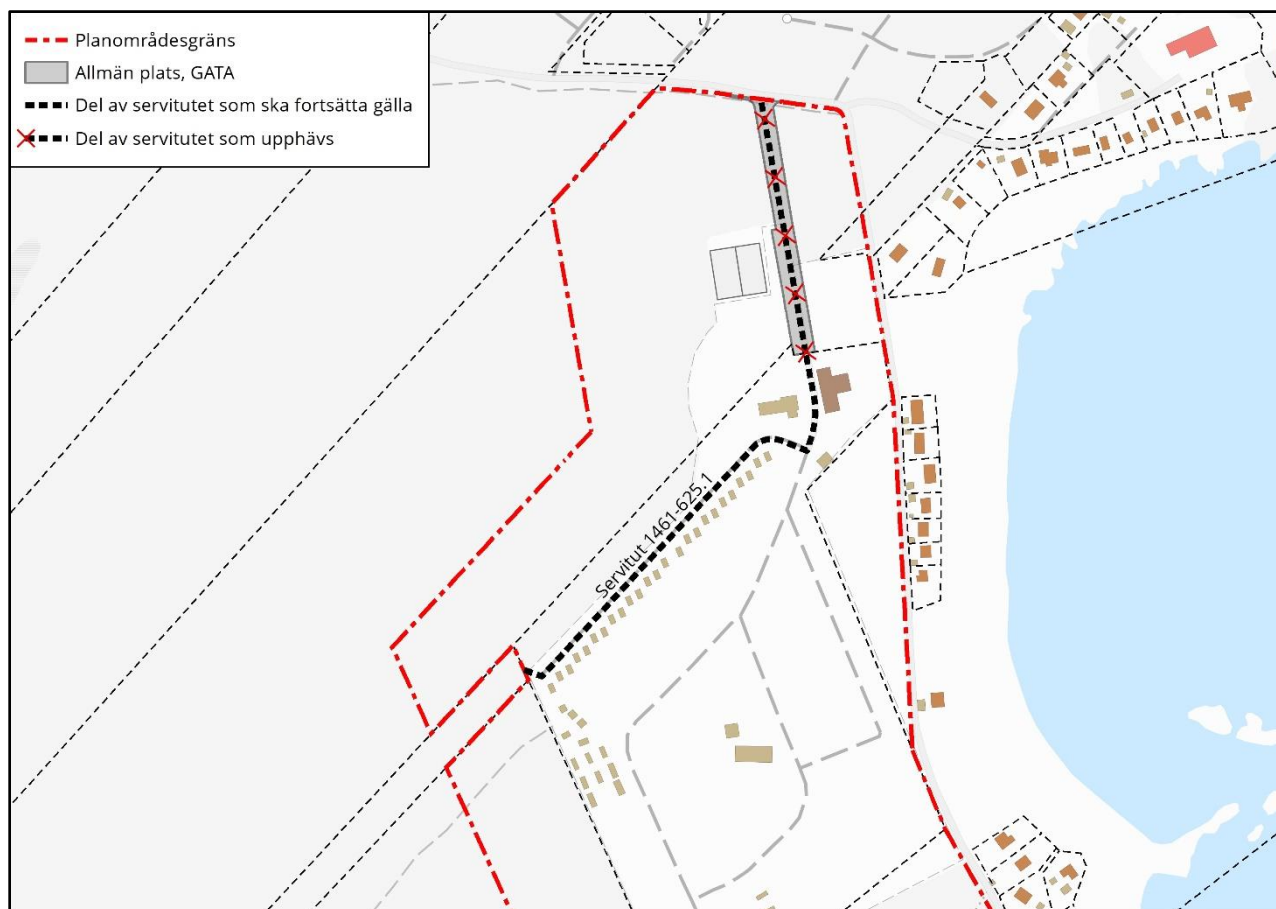 Planområdesgräns
Allmän plats, GATA
Del av servitutet som ska fortsätta gälla
Del av servitutet som upphävs
Servitut 1461-625.1